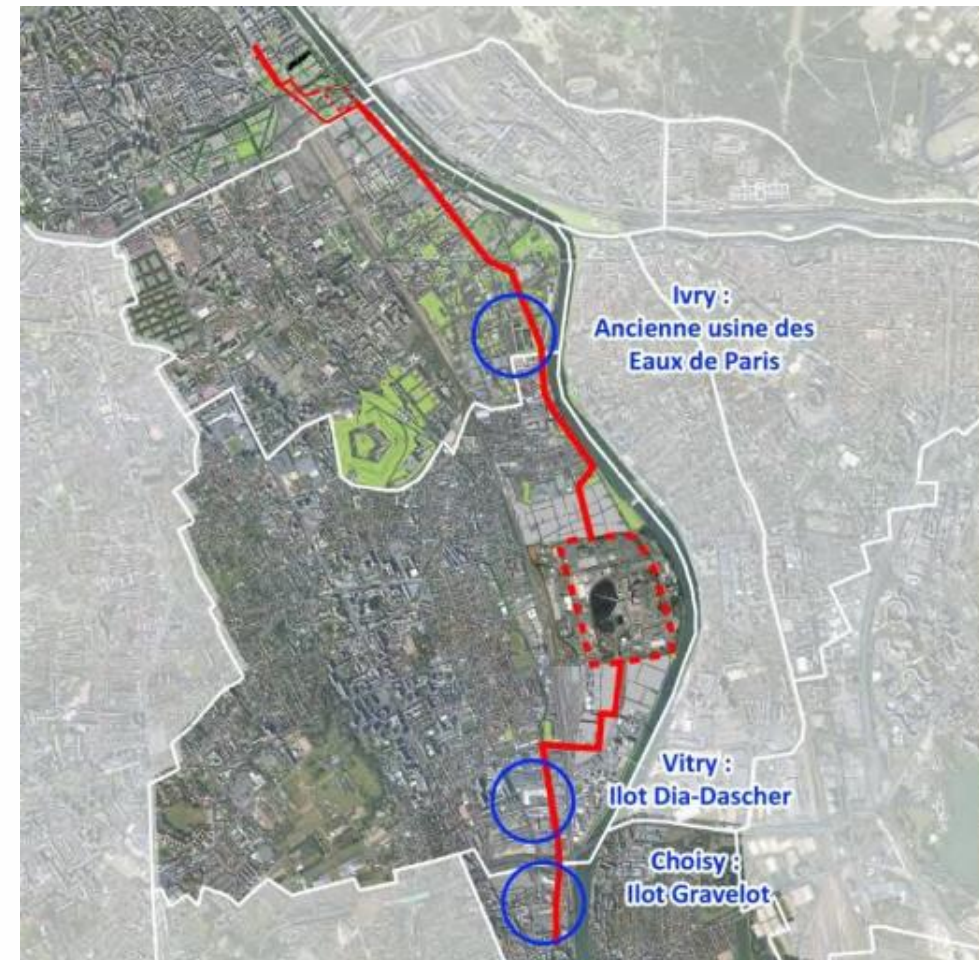 Ivry :
Ancienne usine des
Eaux de Paris
Vitry :
Ilot Dia-Dascher
Choisy :
Ilot Gravelot